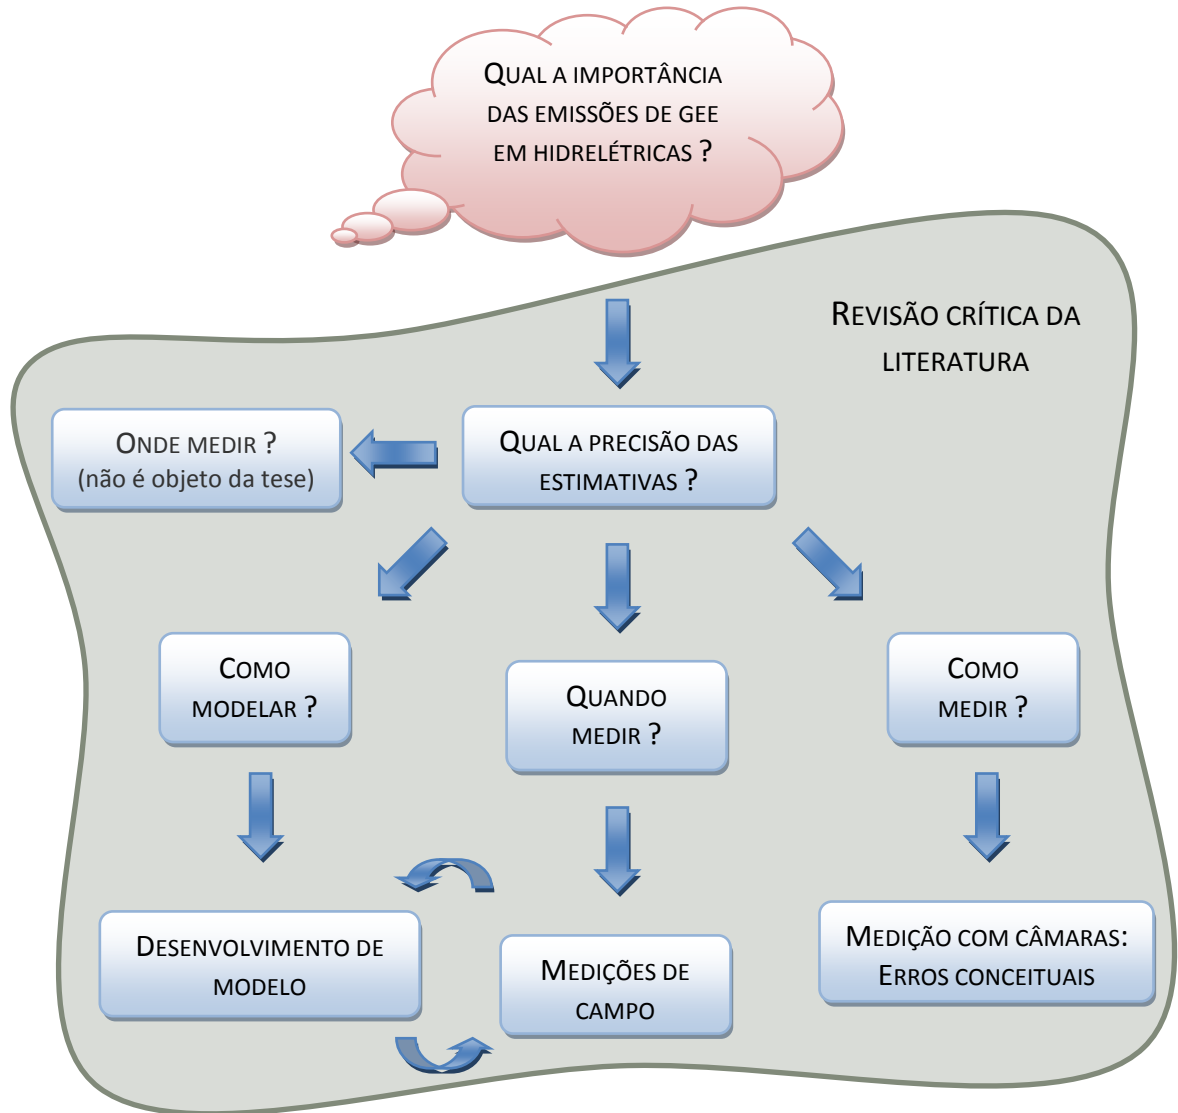 QUAL A IMPORTÂNCIA
DAS EMISSÕES DE GEE
EM HIDRELÉTRICAS ?
REVISÃO CRÍTICA DA
LITERATURA
ONDE MEDIR ?
(não é objeto da tese)
QUAL A PRECISÃO DAS
ESTIMATIVAS ?
COMO
MODELAR ?
QUANDO
MEDIR ?
COMO
MEDIR ?
DESENVOLVIMENTO DE
MODELO
MEDIÇÕES DE
CAMPO
MEDIÇÃO COM CÂMARAS:
ERROS CONCEITUAIS